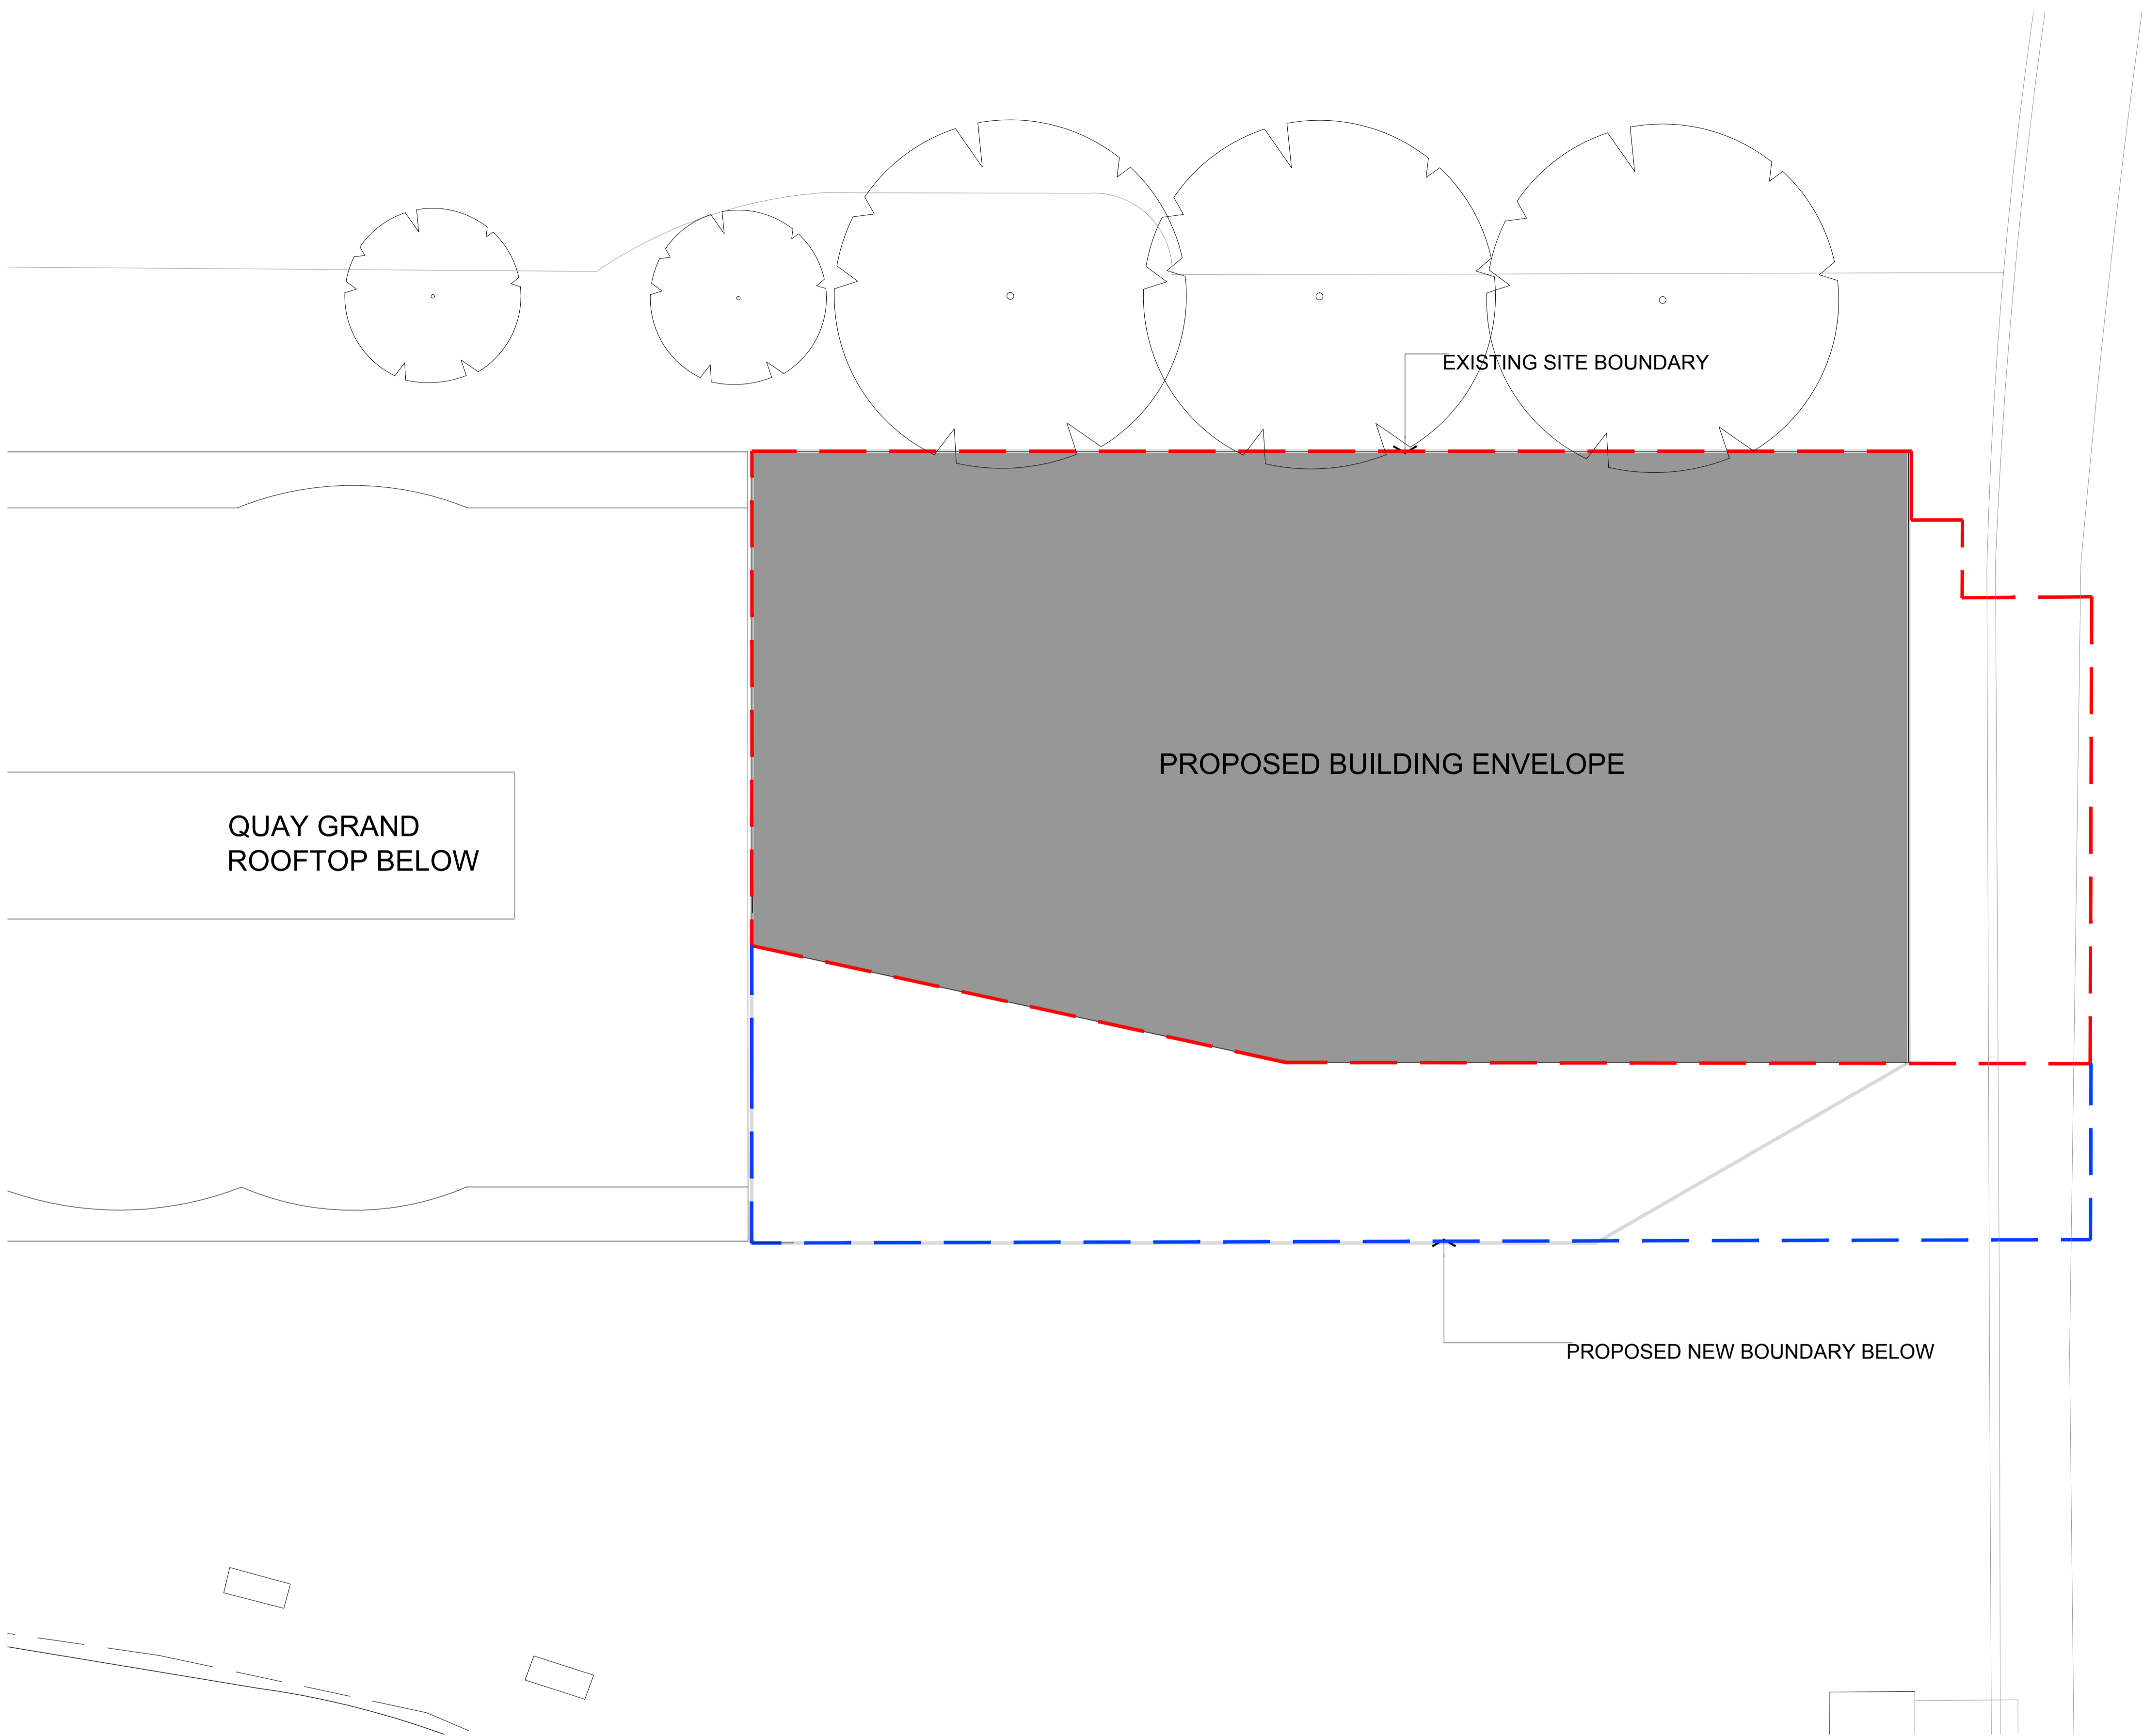 EXISTING SITE BOUNDARY
PROPOSED BUILDING ENVELOPE
QUAY GRAND
ROOFTOP BELOW
PROPOSED NEW BOUNDARY BELOW